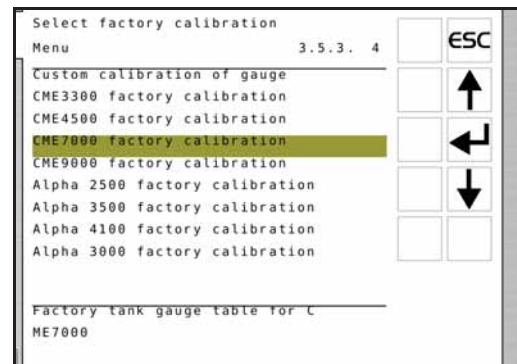 Select factory calibration
Menu 3.5.3. 4
ESC
Custom calibration of gauge
CME3300 factory calibration
CME4500 factory calibration
CME7000 factory calibration
CME9000 factory calibration
Alpha 2500 factory calibration
Alpha 3500 factory calibration
Alpha 4100 factory calibration
Alpha 3000 factory calibration
Factory tank gauge table for C
ME7000